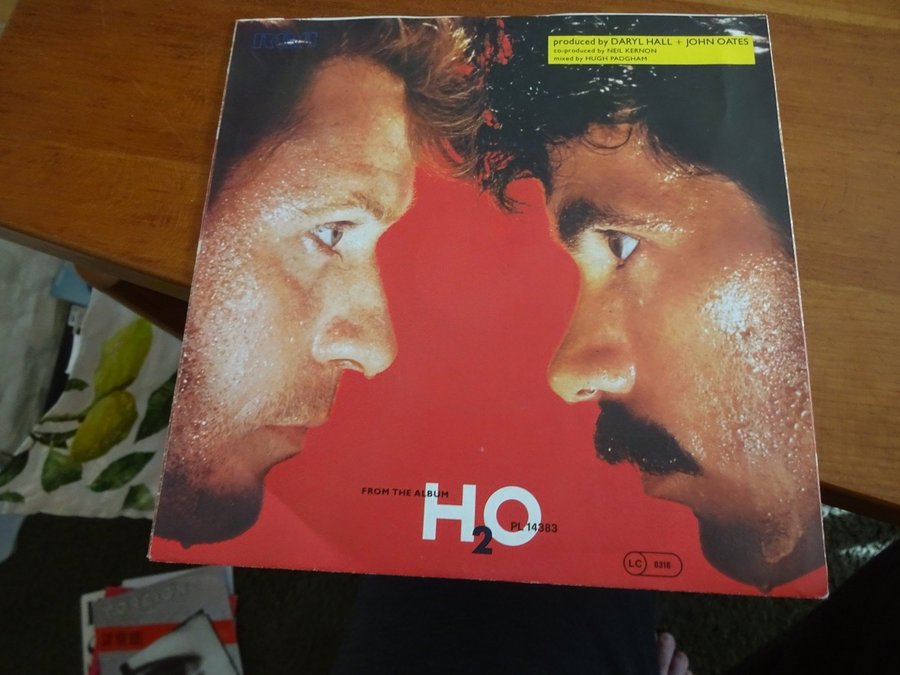 RCA
produced by DARYL HALL + JOHN OATES
co-produced by NEIL KERNON
mixed by HUGH PADGHAM
FROM THE ALBUM
H2O
PL 14383
LC 0316